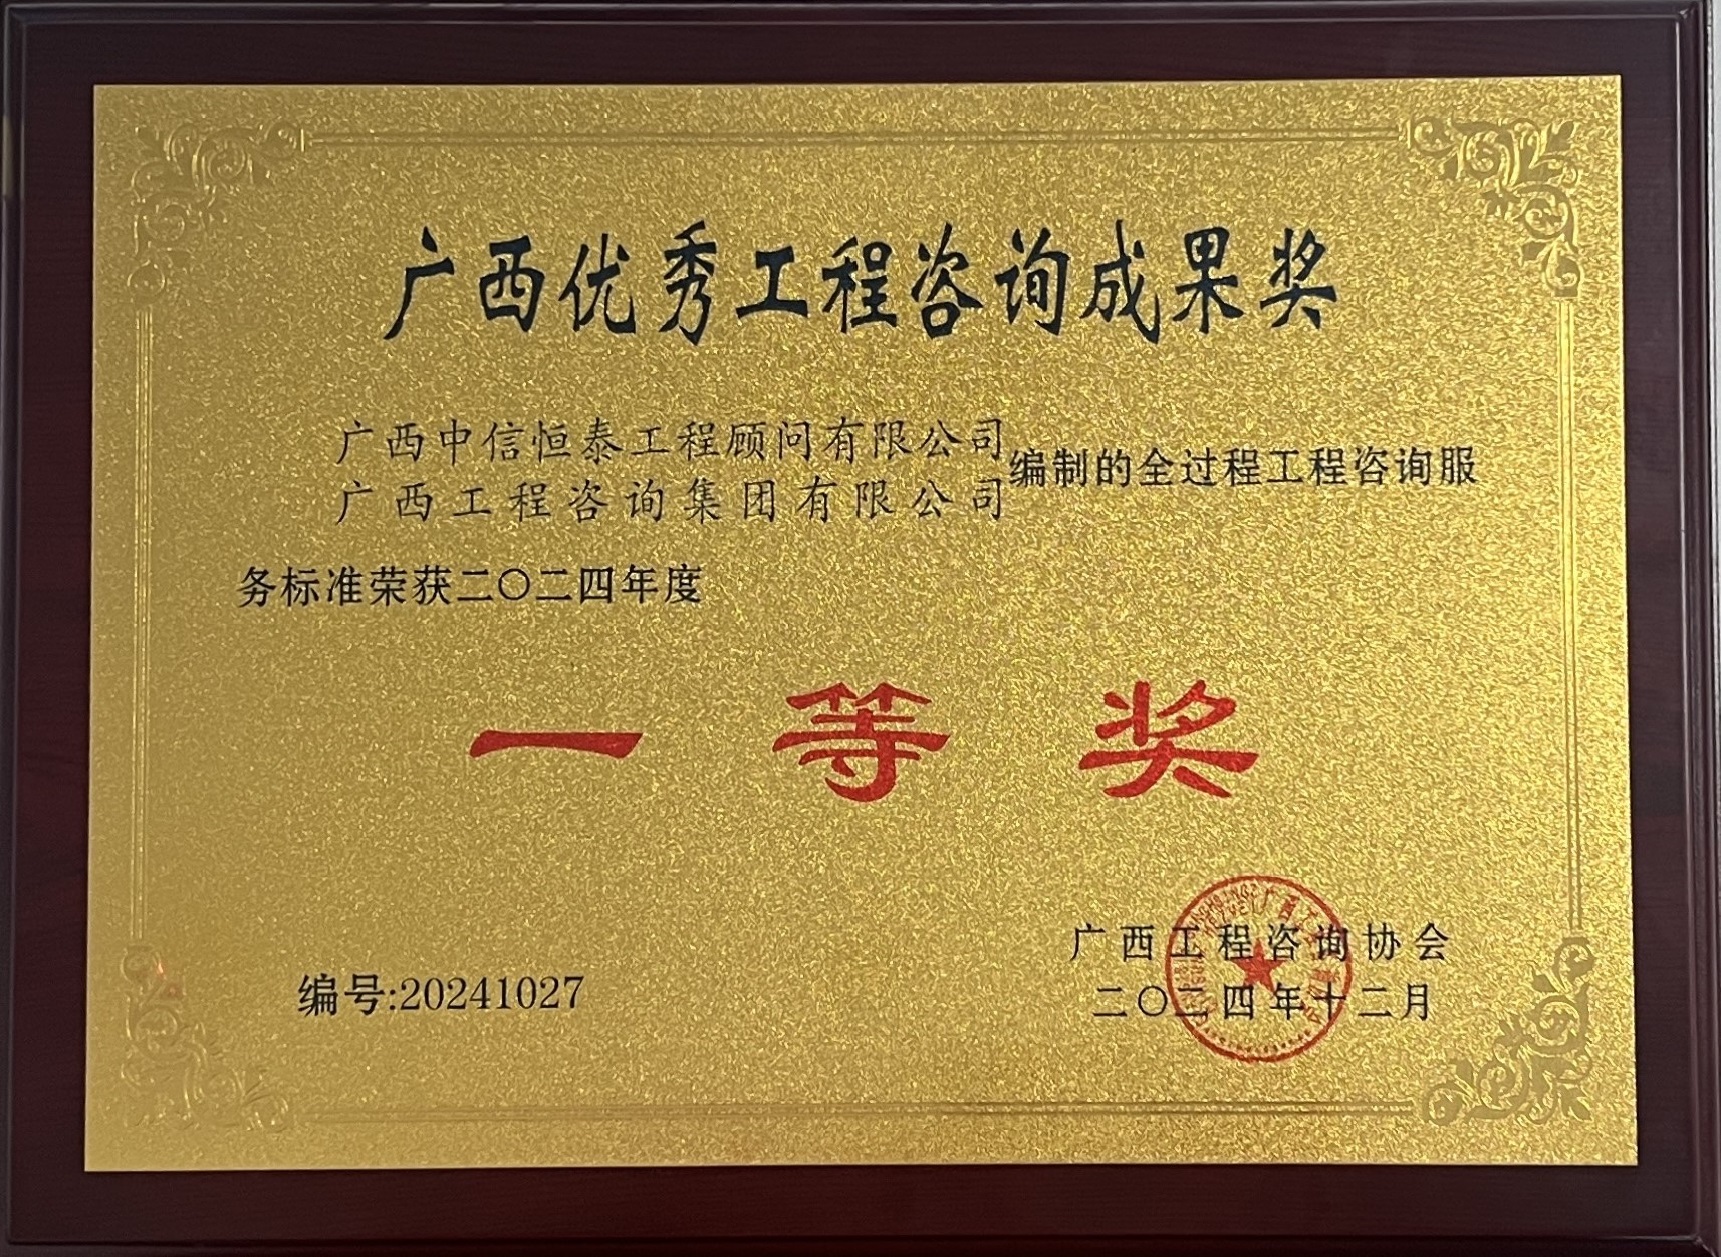 广西优秀工程咨询成果奖
广西中信恒泰工程顾问有限公司
广西工程咨询集团有限公司
编制的全过程工程咨询服
务标准荣获二〇二四年度
一等奖
编号:20241027
广西工程咨询协会
二〇二四年十二月